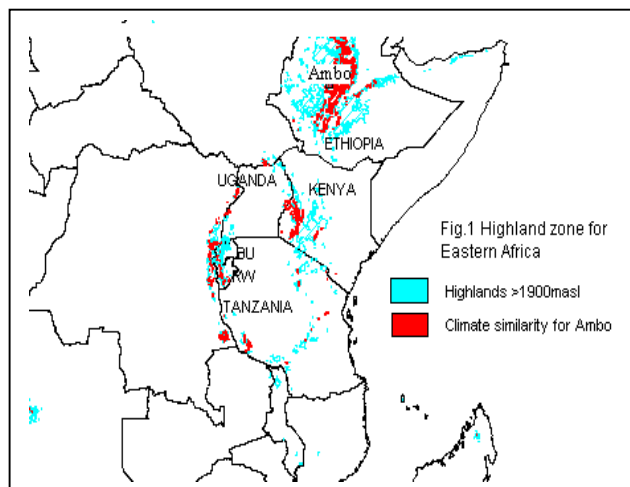 Ambo
ETHIOPIA
UGANDA
KENYA
Fig.1 Highland zone for
Eastern Africa
BU
RW
Highlands >1900masl
TANZANIA
Climate similarity for Ambo